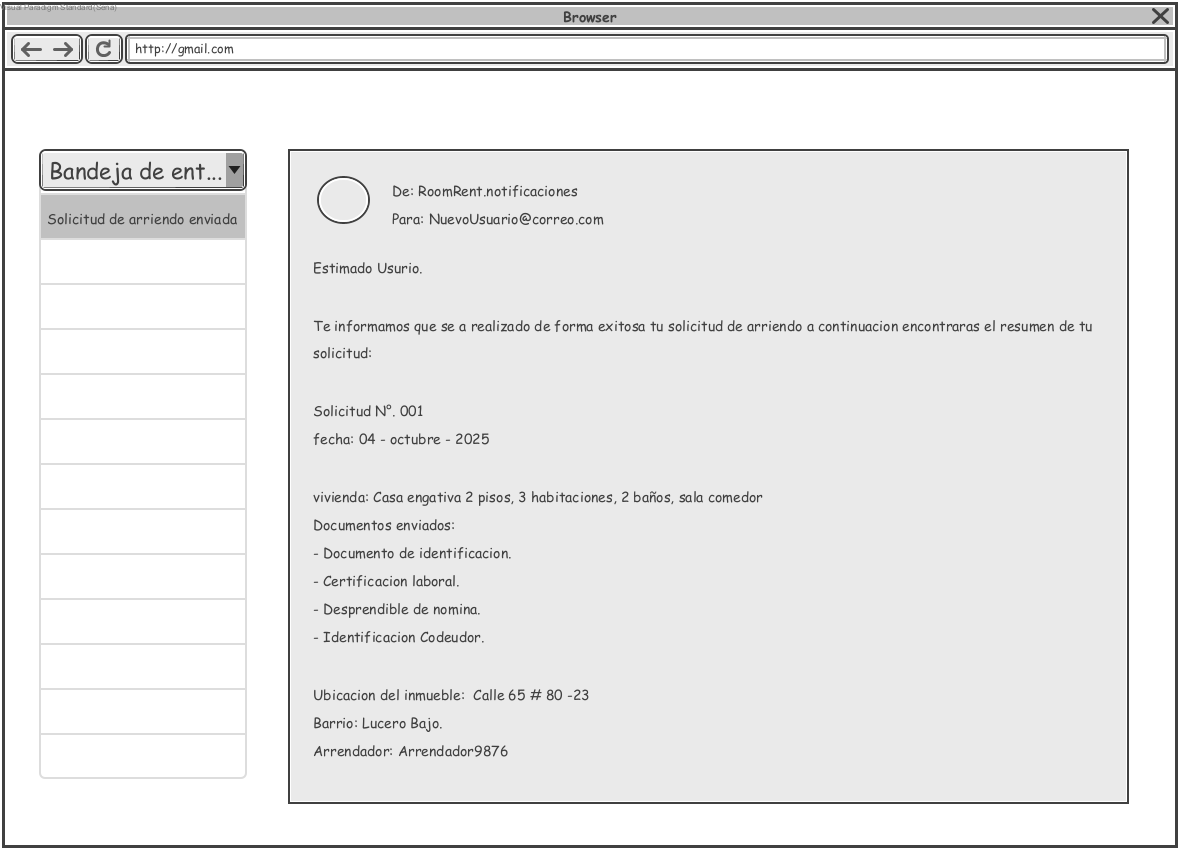 Visual Paradigm Standard(Seria)
Browser
http://gmail.com
Bandeja de ent...
Solicitud de arriendo enviada
De: RoomRent.notificaciones
Para: NuevoUsuario@correo.com
Estimado Usurio.
Te informamos que se a realizado de forma exitosa tu solicitud de arriendo a continuacion encontraras el resumen de tu
solicitud:
Solicitud N°. 001
fecha: 04 - octubre - 2025
vivienda: Casa engativa 2 pisos, 3 habitaciones, 2 baños, sala comedor
Documentos enviados:
- Documento de identificacion.
- Certificacion laboral.
- Desprendible de nomina.
- Identificacion Codeudor.
Ubicacion del inmueble:  Calle 65 # 80 -23
Barrio: Lucero Bajo.
Arrendador: Arrendador9876